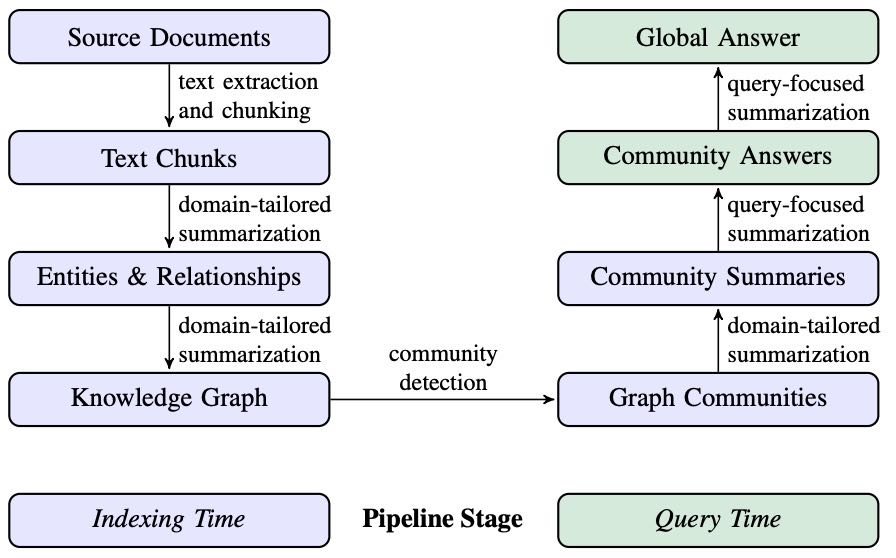 Source Documents
text extraction
and chunking
Text Chunks
domain-tailored
summarization
Entities & Relationships
domain-tailored
summarization
Knowledge Graph
community
detection
Global Answer
query-focused
summarization
Community Answers
query-focused
summarization
Community Summaries
domain-tailored
summarization
Graph Communities
Indexing Time
Pipeline Stage
Query Time